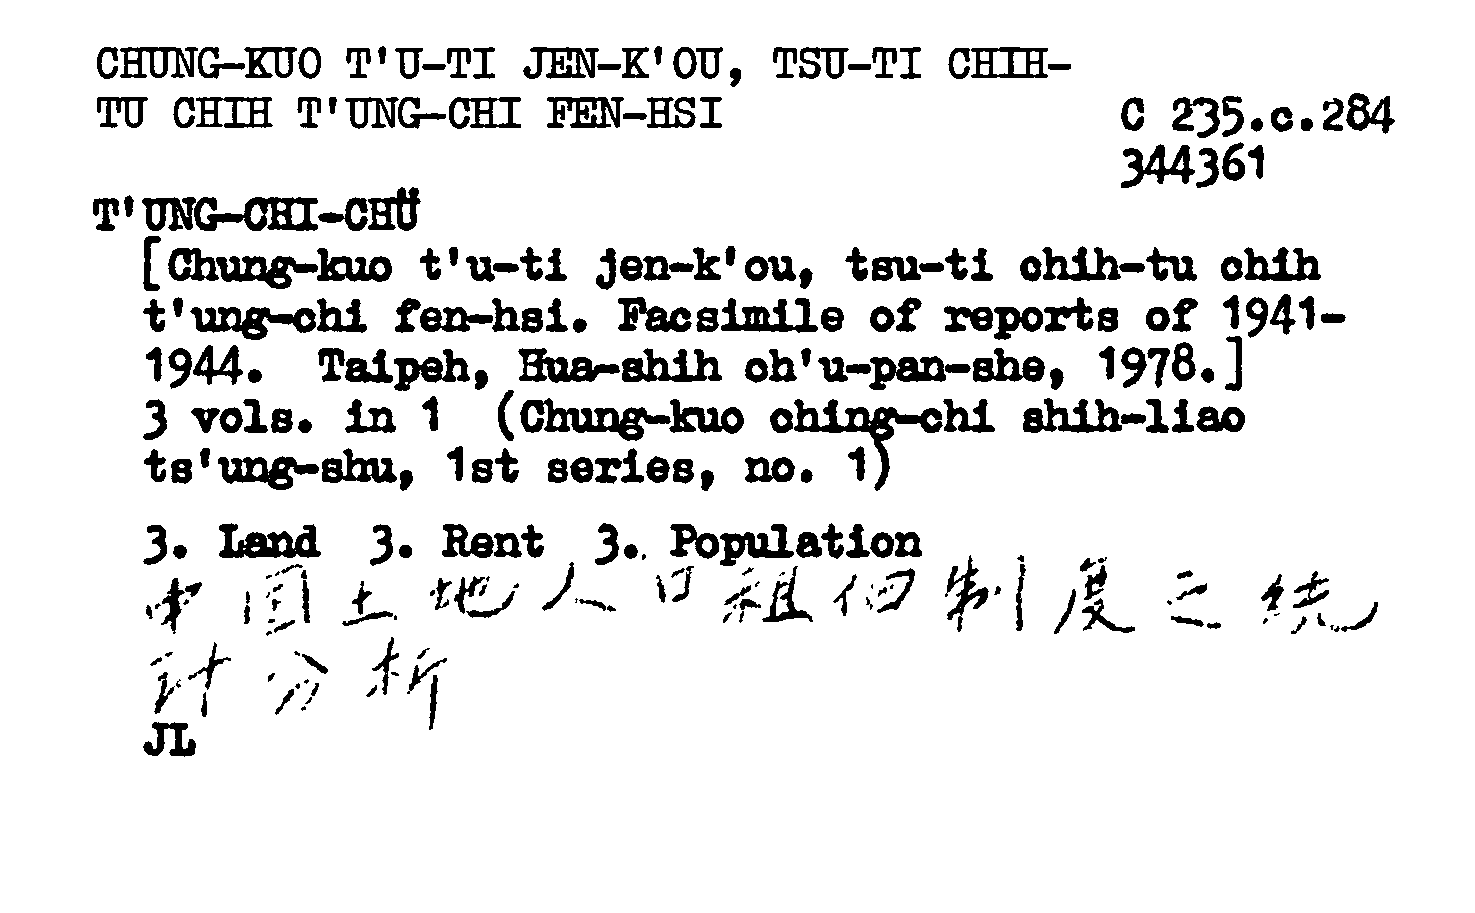 CHUNG-KUO T'U-TI JEN-K'OU, TSU-TI CHIH-
TU CHIH T'UNG-CHI FEN-HSI
C 235.c.284
344361
T'UNG-CHI-CHÜ
[Chung-kuo t'u-ti jen-k'ou, tsu-ti chih-tu chih
t'ung-chi fen-hsi. Facsimile of reports of 1941-
1944. Taipeh, Hua-shih ch'u-pan-she, 1978.]
3 vols. in 1 (Chung-kuo ching-chi shih-liao
ts'ung-shu, 1st series, no. 1)
3. Land 3. Rent 3. Population
中国土地人口租佃制度之统
计分析
JL